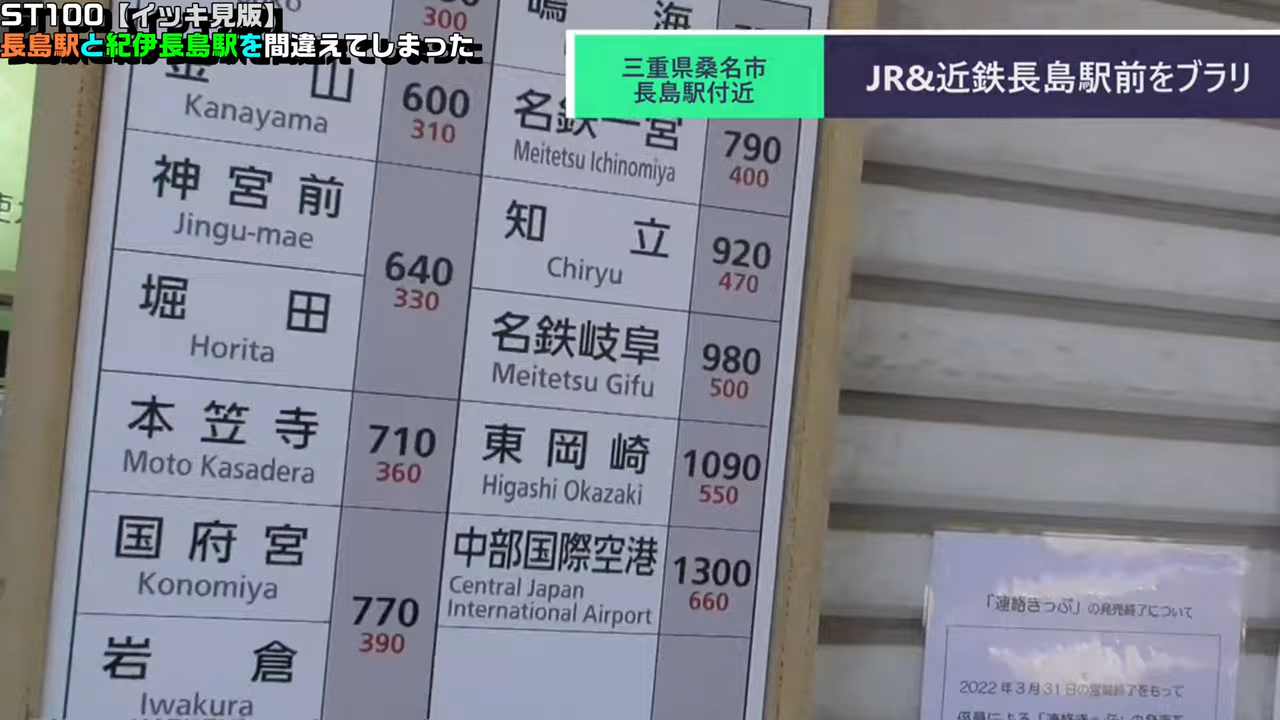 ST100【イッキ見版】
長島駅と紀伊長島駅を間違えてしまった
三重県桑名市
長島駅付近
JR&近鉄長島駅前をブラリ
300
鳴 海
金 山
Kanayama
600
310
神 宮 前
Jingu-mae
堀 田
Horita
640
330
本 笠 寺
Moto Kasadera
710
360
国 府 宮
Konomiya
岩 倉
Iwakura
770
390
名鉄一宮
Meitetsu Ichinomiya
790
400
知 立
Chiryu
920
470
名鉄岐阜
Meitetsu Gifu
980
500
東 岡 崎
Higashi Okazaki
1090
550
中部国際空港
Central Japan
International Airport
1300
660
「連絡きっぷ」の発売終了について
2022年3月31日の営業終了をもって